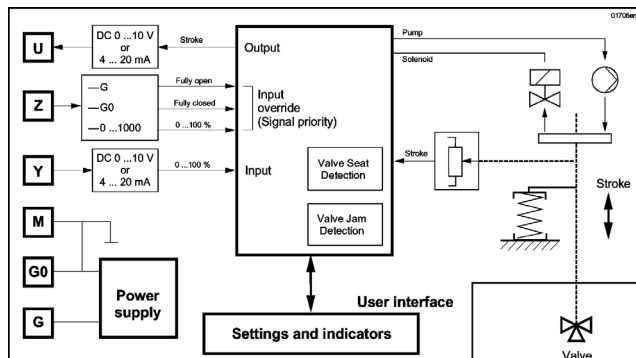 01706en
U
DC 0 ...10 V
or
4 ... 20 mA
Stroke
Output
Pump
Solenoid
Z
G
G0
0 ...1000
Fully open
Fully closed
0 ...100 %
Input
override
(Signal priority)
Y
DC 0 ... 10 V
or
4 ... 20 mA
0 ...100 %
Input
Valve Seat
Detection
Valve Jam
Detection
Stroke
Stroke
M
G0
G
Power
supply
User interface
Settings and indicators
Valve